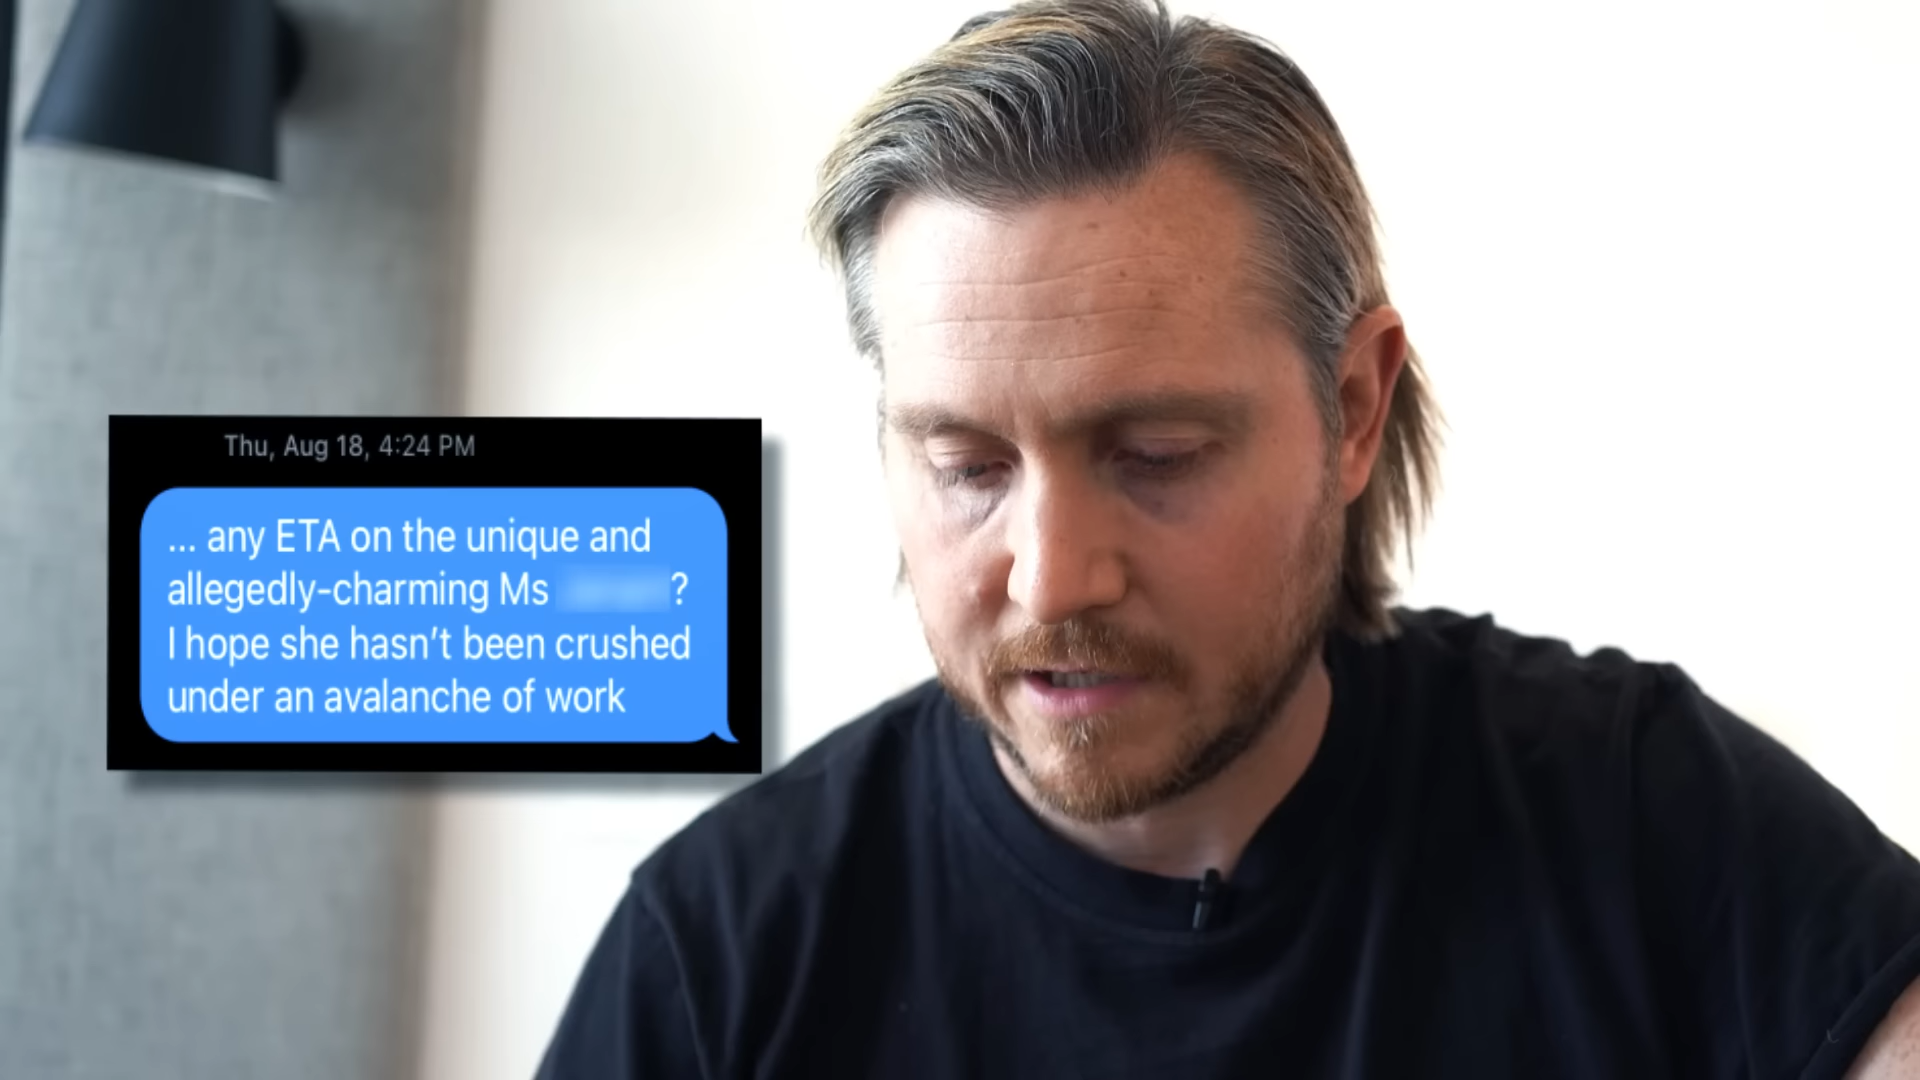 Thu, Aug 18, 4:24 PM
... any ETA on the unique and
allegedly-charming Ms ?
I hope she hasn't been crushed
under an avalanche of work